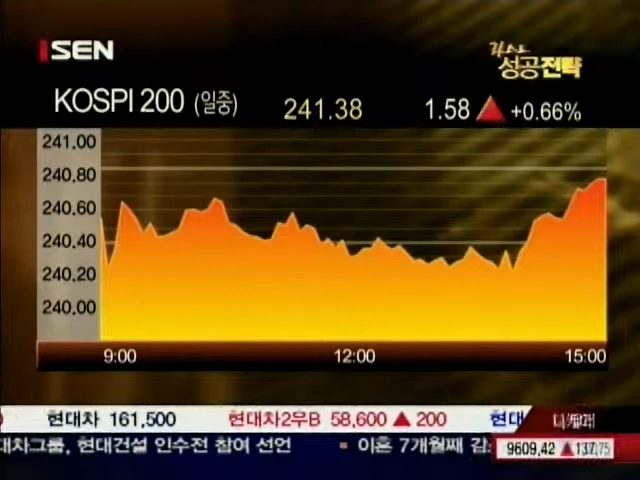 iSEN
성공전략
KOSPI 200 (일중) 241.38 1.58 ▲ +0.66%
241.00
240.80
240.60
240.40
240.20
240.00
9:00 12:00 15:00
현대차 161,500 현대차2우B 58,600 ▲ 200 현대
대차그룹, 현대건설 인수전 참여 선언 ▪ 이혼 7개월째 감
9609.42 ▲